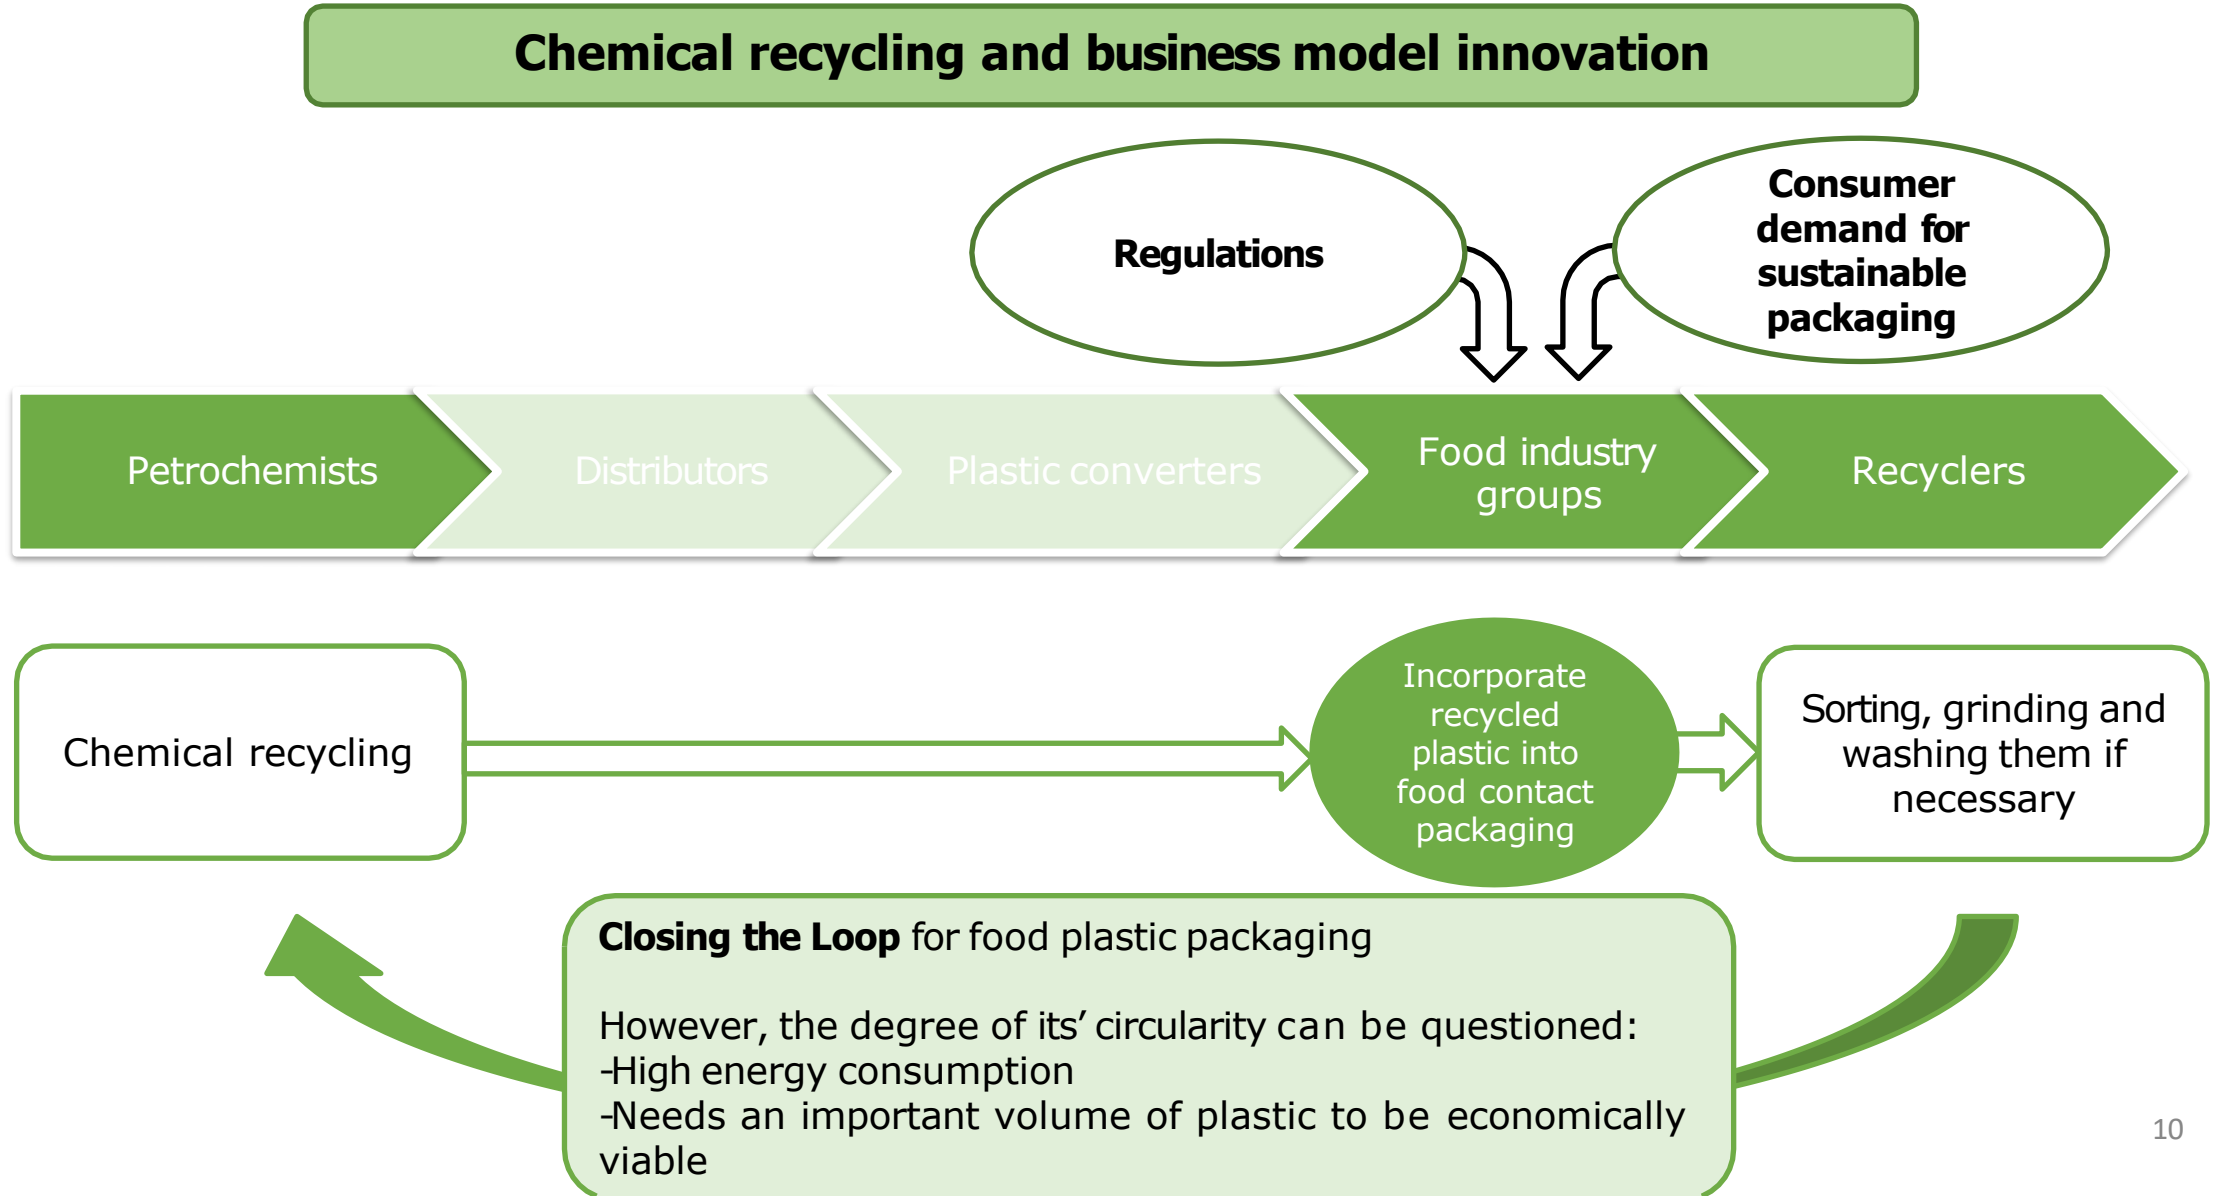 Chemical recycling and business model innovation
Regulations
Consumer
demand for
sustainable
packaging
Petrochemists
Distributors
Plastic converters
Food industry
groups
Recyclers
Chemical recycling
Incorporate
recycled
plastic into
food contact
packaging
Sorting, grinding and
washing them if
necessary
Closing the Loop for food plastic packaging
However, the degree of its’ circularity can be questioned:
-High energy consumption
-Needs an important volume of plastic to be economically
viable
10